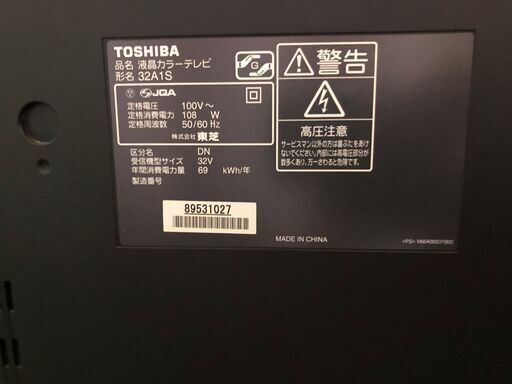 TOSHIBA
品名 液晶カラーテレビ
形名 32A1S
JQA
定格電圧 100V～
定格消費電力 108 W
定格周波数 50/60 Hz
株式会社 東芝
区分名 DN
受信機型サイズ 32V
年間消費電力量 69 kWh/年
製造番号
89531027
G
警告
高圧注意
サービスマン以外の方は裏ぶたをあけ
ないでください。内部には高電圧部分が
数多くあり、万一さわると危険です。
MADE IN CHINA
>PS< V66A00531900